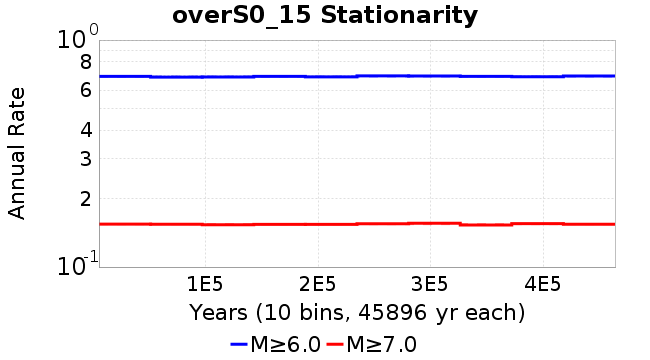 overS0_15 Stationarity
10^0
8
6
4
3
2
10^-1
Annual Rate
1E5 2E5 3E5 4E5
Years (10 bins, 45896 yr each)
M≥6.0 M≥7.0